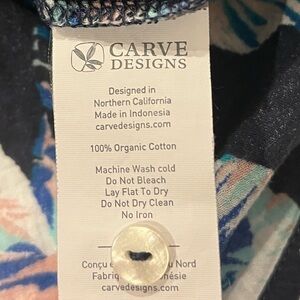 CARVE
DESIGNS
Designed in
Northern California
Made in Indonesia
carvedesigns.com
100% Organic Cotton
Machine Wash cold
Do Not Bleach
Lay Flat To Dry
Do Not Dry Clean
No Iron
Conçu Nord
carvedesigns.com